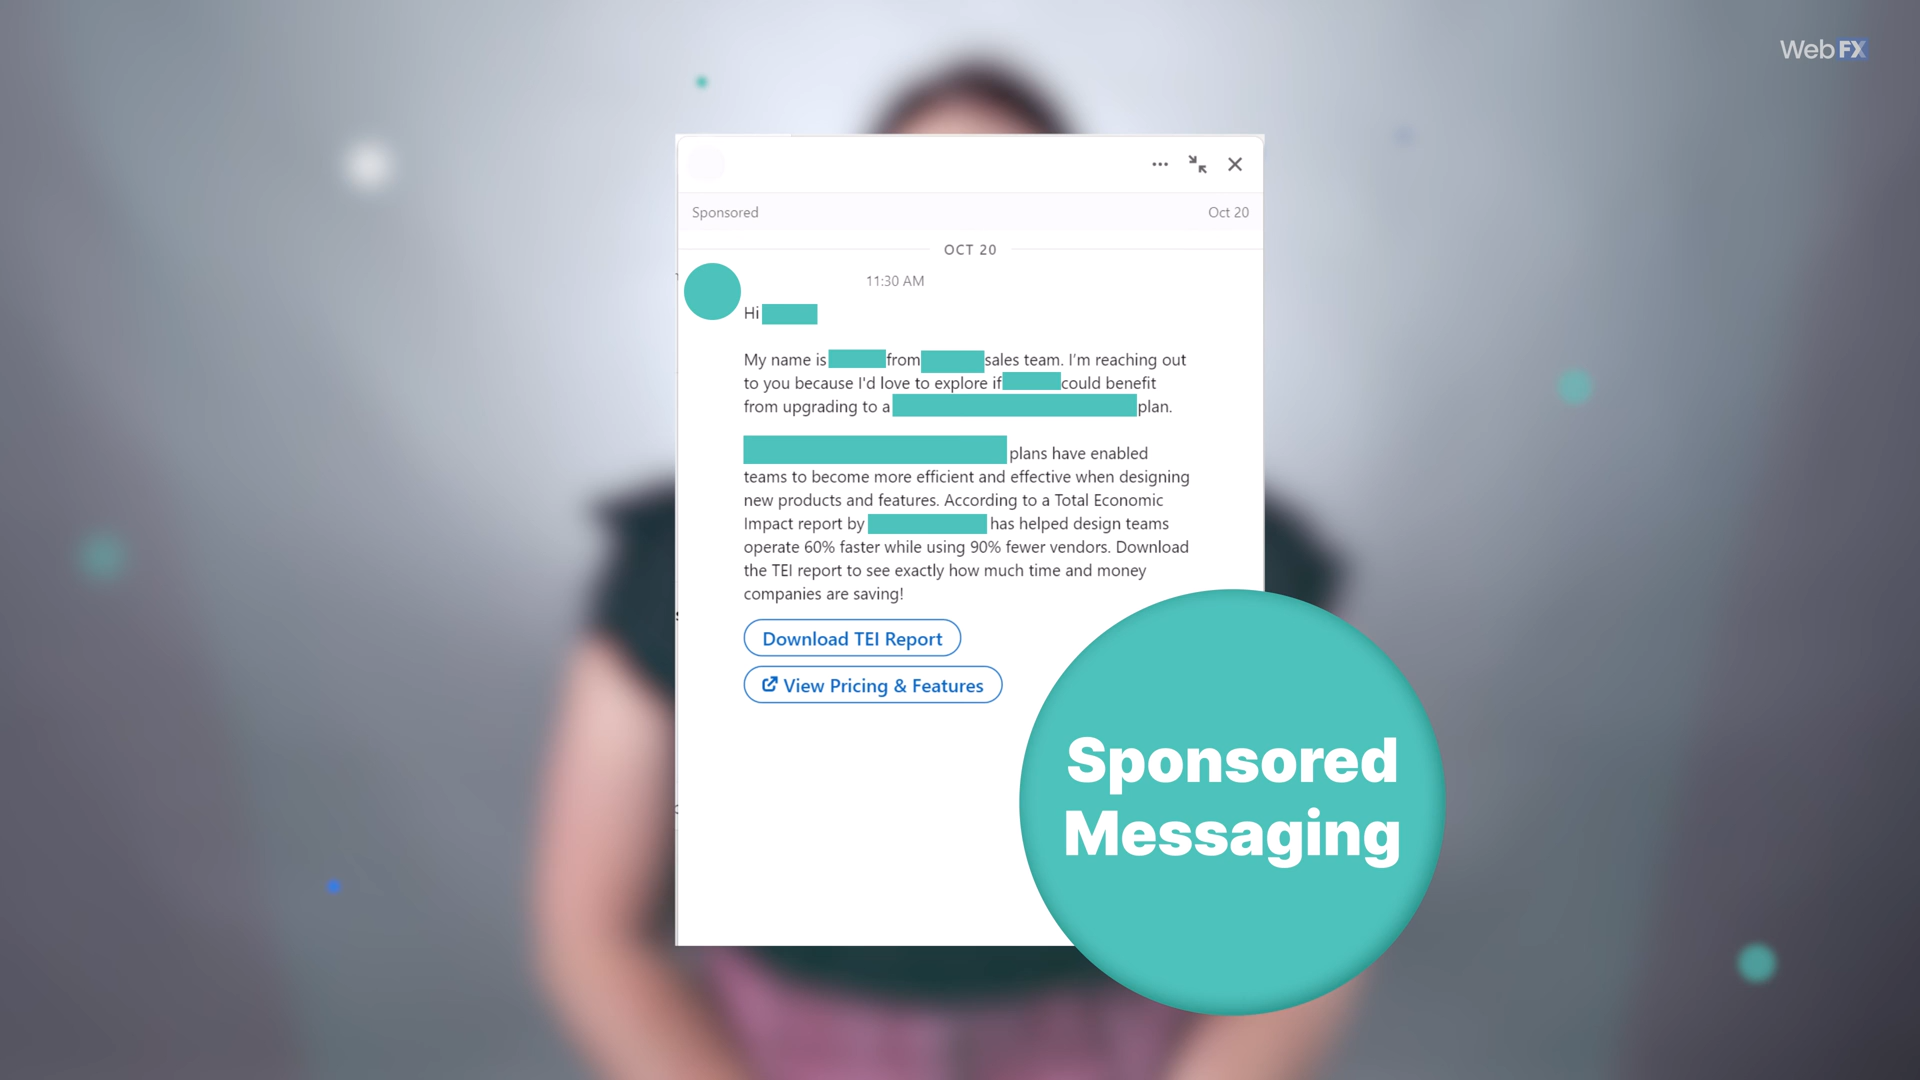 WebFX
Sponsored Oct 20
OCT 20
11:30 AM
Hi
My name is from sales team. I'm reaching out
to you because I'd love to explore if could benefit
from upgrading to a plan.
plans have enabled
teams to become more efficient and effective when designing
new products and features. According to a Total Economic
Impact report by has helped design teams
operate 60% faster while using 90% fewer vendors. Download
the TEI report to see exactly how much time and money
companies are saving!
Download TEI Report
View Pricing & Features
Sponsored
Messaging